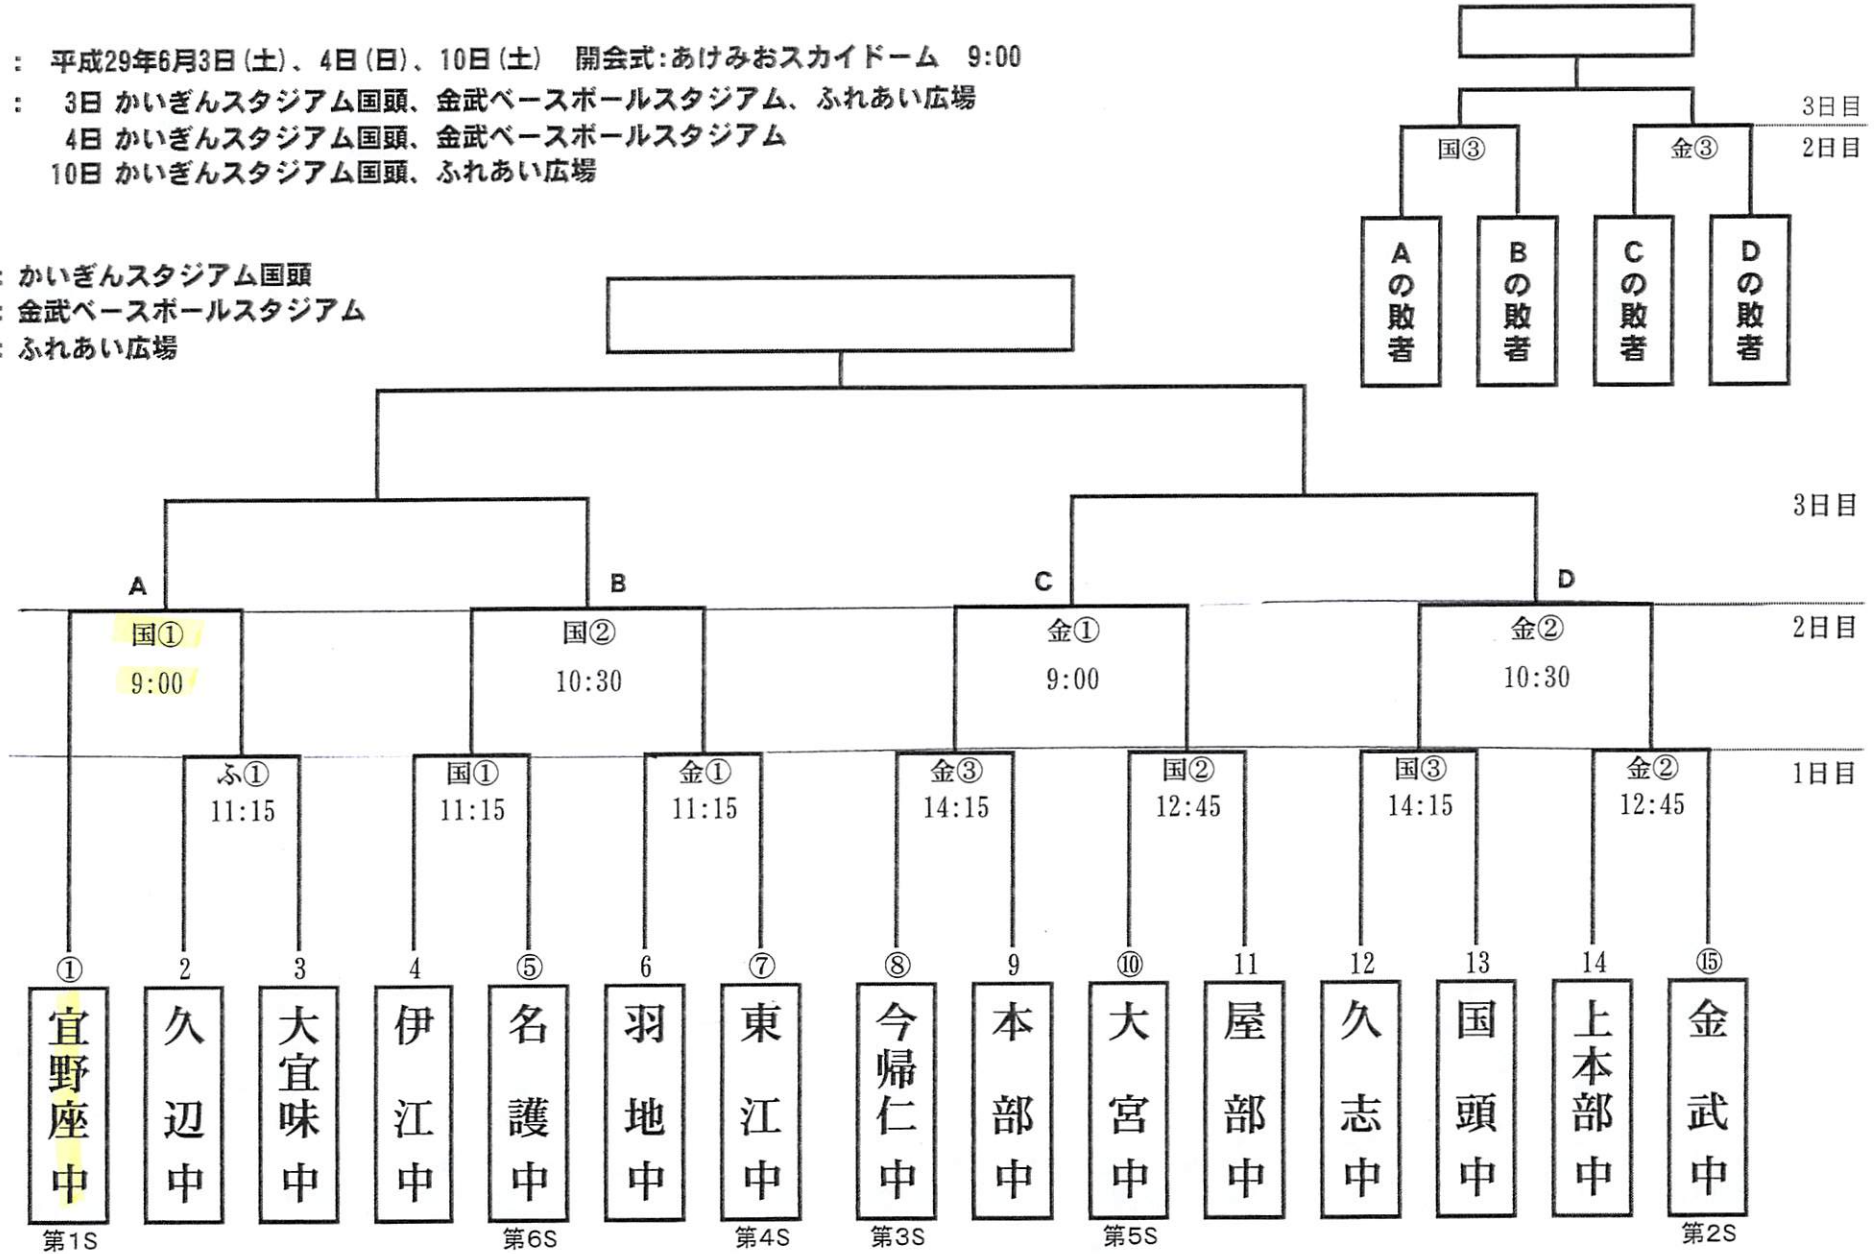 ： 平成29年6月3日(土)、4日(日)、10日(土) 開会式：あけみおスカイドーム 9:00
： 3日 かいぎんスタジアム国頭、金武ベースボールスタジアム、ふれあい広場
4日 かいぎんスタジアム国頭、金武ベースボールスタジアム
10日 かいぎんスタジアム国頭、ふれあい広場
3日目
国③ 金③ 2日目
Aの敗者 Bの敗者 Cの敗者 Dの敗者
：かいぎんスタジアム国頭
：金武ベースボールスタジアム
：ふれあい広場
3日目
A B C D
国① 国② 金① 金② 2日目
9:00 10:30 9:00 10:30
ふ① 国① 金① 金③ 国② 国③ 金② 1日目
11:15 11:15 11:15 14:15 12:45 14:15 12:45
① 2 3 4 ⑤ 6 ⑦ ⑧ 9 ⑩ 11 12 13 14 ⑮
宜野座中 久辺中 大宜味中 伊江中 名護中 羽地中 東江中 今帰仁中 本部中 大宮中 屋部中 久志中 国頭中 上本部中 金武中
第1S 第6S 第4S 第3S 第5S 第2S